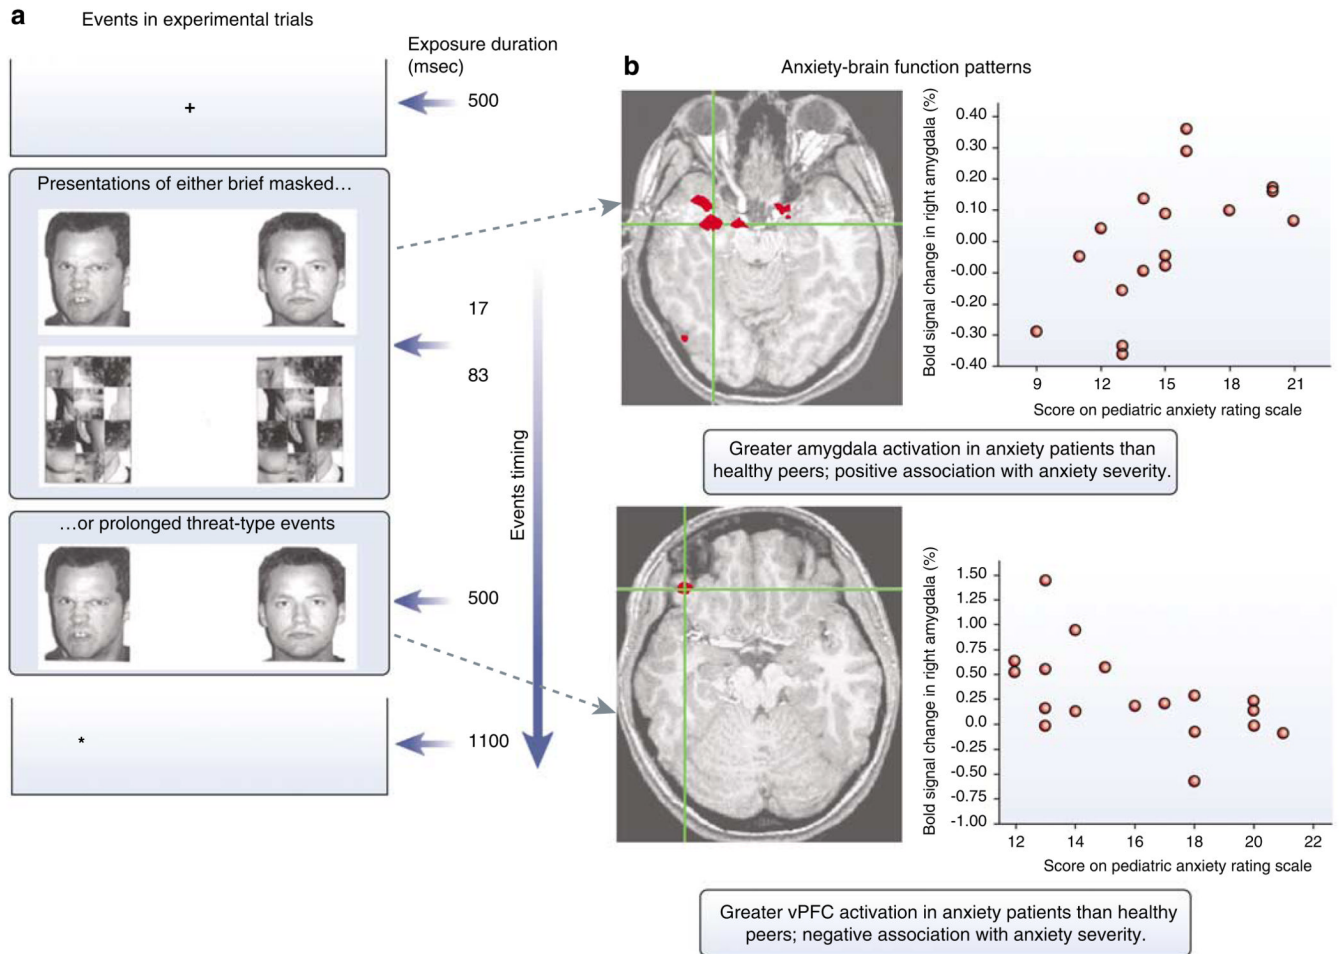 a
Events in experimental trials
Exposure duration
(msec)
+
500
Presentations of either brief masked…
17
83
…or prolonged threat-type events
500
*
1100
Events timing
b
Anxiety-brain function patterns
Bold signal change in right amygdala (%)
0.40
0.30
0.20
0.10
0.00
-0.00
-0.20
-0.30
-0.40
9 12 15 18 21
Score on pediatric anxiety rating scale
Greater amygdala activation in anxiety patients than
healthy peers; positive association with anxiety severity.
Bold signal change in right amygdala (%)
1.50
1.25
1.00
0.75
0.50
0.25
0.0
-0.25
-0.50
-0.75
-1.00
12 14 16 18 20 22
Score on pediatric anxiety rating scale
Greater vPFC activation in anxiety patients than healthy
peers; negative association with anxiety severity.